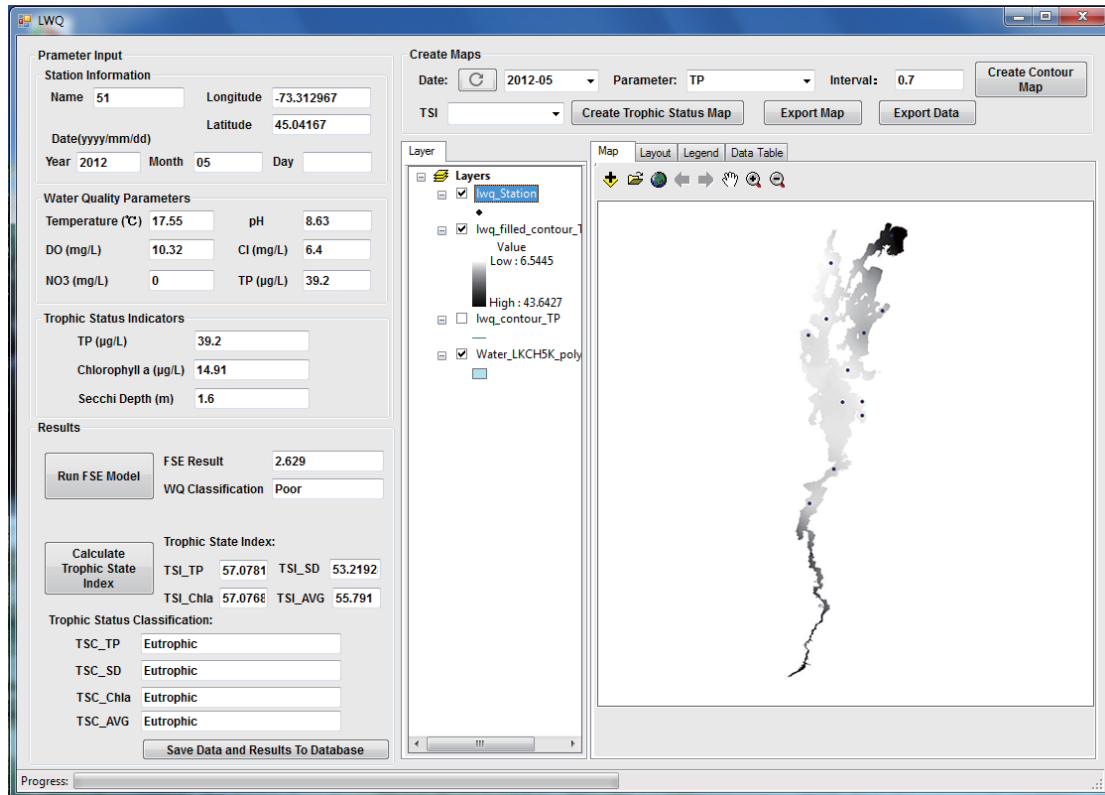 LWQ
Prameter Input
Station Information
Name 51 Longitude -73.312967
Latitude 45.04167
Date(yyyy/mm/dd)
Year 2012 Month 05 Day
Water Quality Parameters
Temperature (℃) 17.55 pH 8.63
DO (mg/L) 10.32 Cl (mg/L) 6.4
NO3 (mg/L) 0 TP (µg/L) 39.2
Trophic Status Indicators
TP (µg/L) 39.2
Chlorophyll a (µg/L) 14.91
Secchi Depth (m) 1.6
Results
Run FSE Model
FSE Result 2.629
WQ Classification Poor
Calculate
Trophic State
Index
Trophic State Index:
TSI_TP 57.0781 TSI_SD 53.2192
TSI_Chla 57.0768 TSI_AVG 55.791
Trophic Status Classification:
TSC_TP Eutrophic
TSC_SD Eutrophic
TSC_Chla Eutrophic
TSC_AVG Eutrophic
Save Data and Results To Database
Create Maps
Date: 2012-05 Parameter: TP Interval: 0.7
Create Contour
Map
TSI Create Trophic Status Map Export Map Export Data
Layer
Layers
lwq_Station
lwq_filled_contour_T
Value
Low : 6.5445
High : 43.6427
lwq_contour_TP
Water_LKCH5K_poly
Map Layout Legend Data Table
Progress: